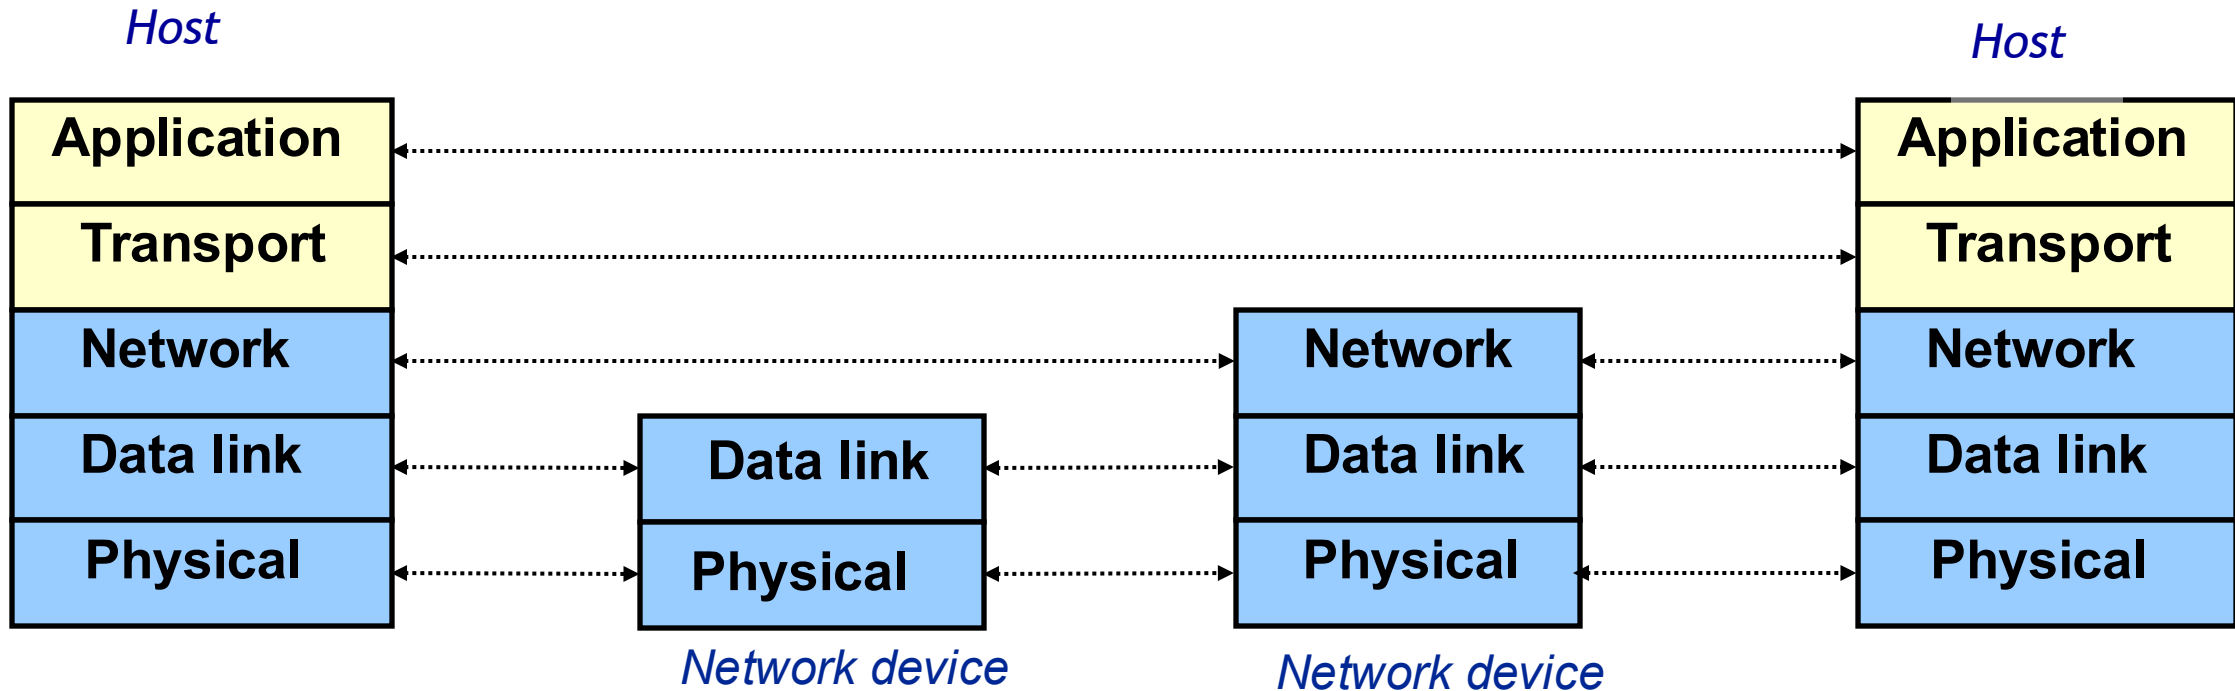 Host
Host
Application
Application
Transport
Transport
Network
Network
Network
Data link
Data link
Data link
Data link
Physical
Physical
Physical
Physical
Network device
Network device